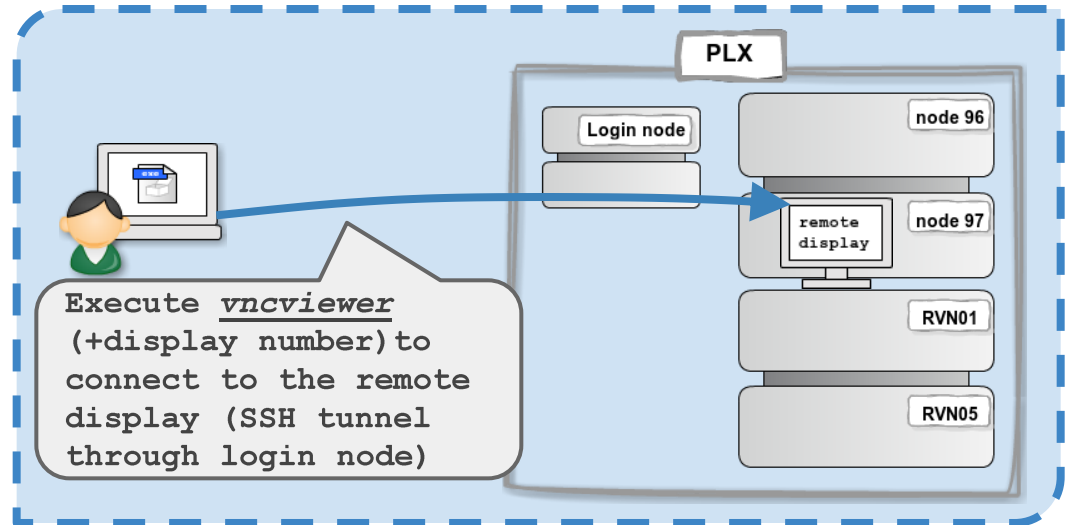 PLX
Login node
node 96
node 97
remote
display
RVN01
RVN05
Execute vncviewer
(+display number)to
connect to the remote
display (SSH tunnel
through login node)